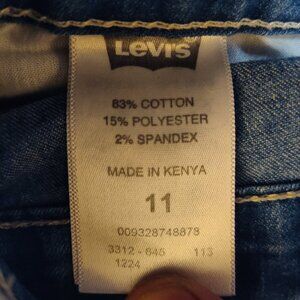 Levi's
83% COTTON
15% POLYESTER
2% SPANDEX
MADE IN KENYA
11
009328748878
3312 - 645 113
1224